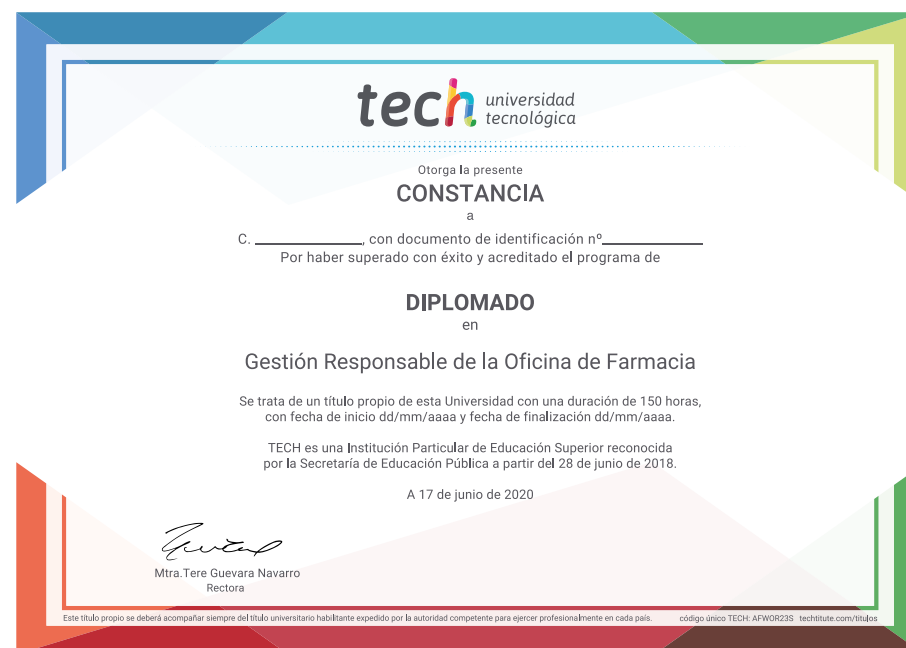 tech universidad
tecnológica
Otorga la presente
CONSTANCIA
a
C. ____________, con documento de identificación nº____________
Por haber superado con éxito y acreditado el programa de
DIPLOMADO
en
Gestión Responsable de la Oficina de Farmacia
Se trata de un título propio de esta Universidad con una duración de 150 horas,
con fecha de inicio dd/mm/aaaa y fecha de finalización dd/mm/aaaa.
TECH es una Institución Particular de Educación Superior reconocida
por la Secretaría de Educación Pública a partir del 28 de junio de 2018.
A 17 de junio de 2020
Mtra.Tere Guevara Navarro
Rectora
Este título propio se deberá acompañar siempre del título universitario habilitante expedido por la autoridad competente para ejercer profesionalmente en cada país. código único TECH: AFWOR23S techtitute.com/titulos